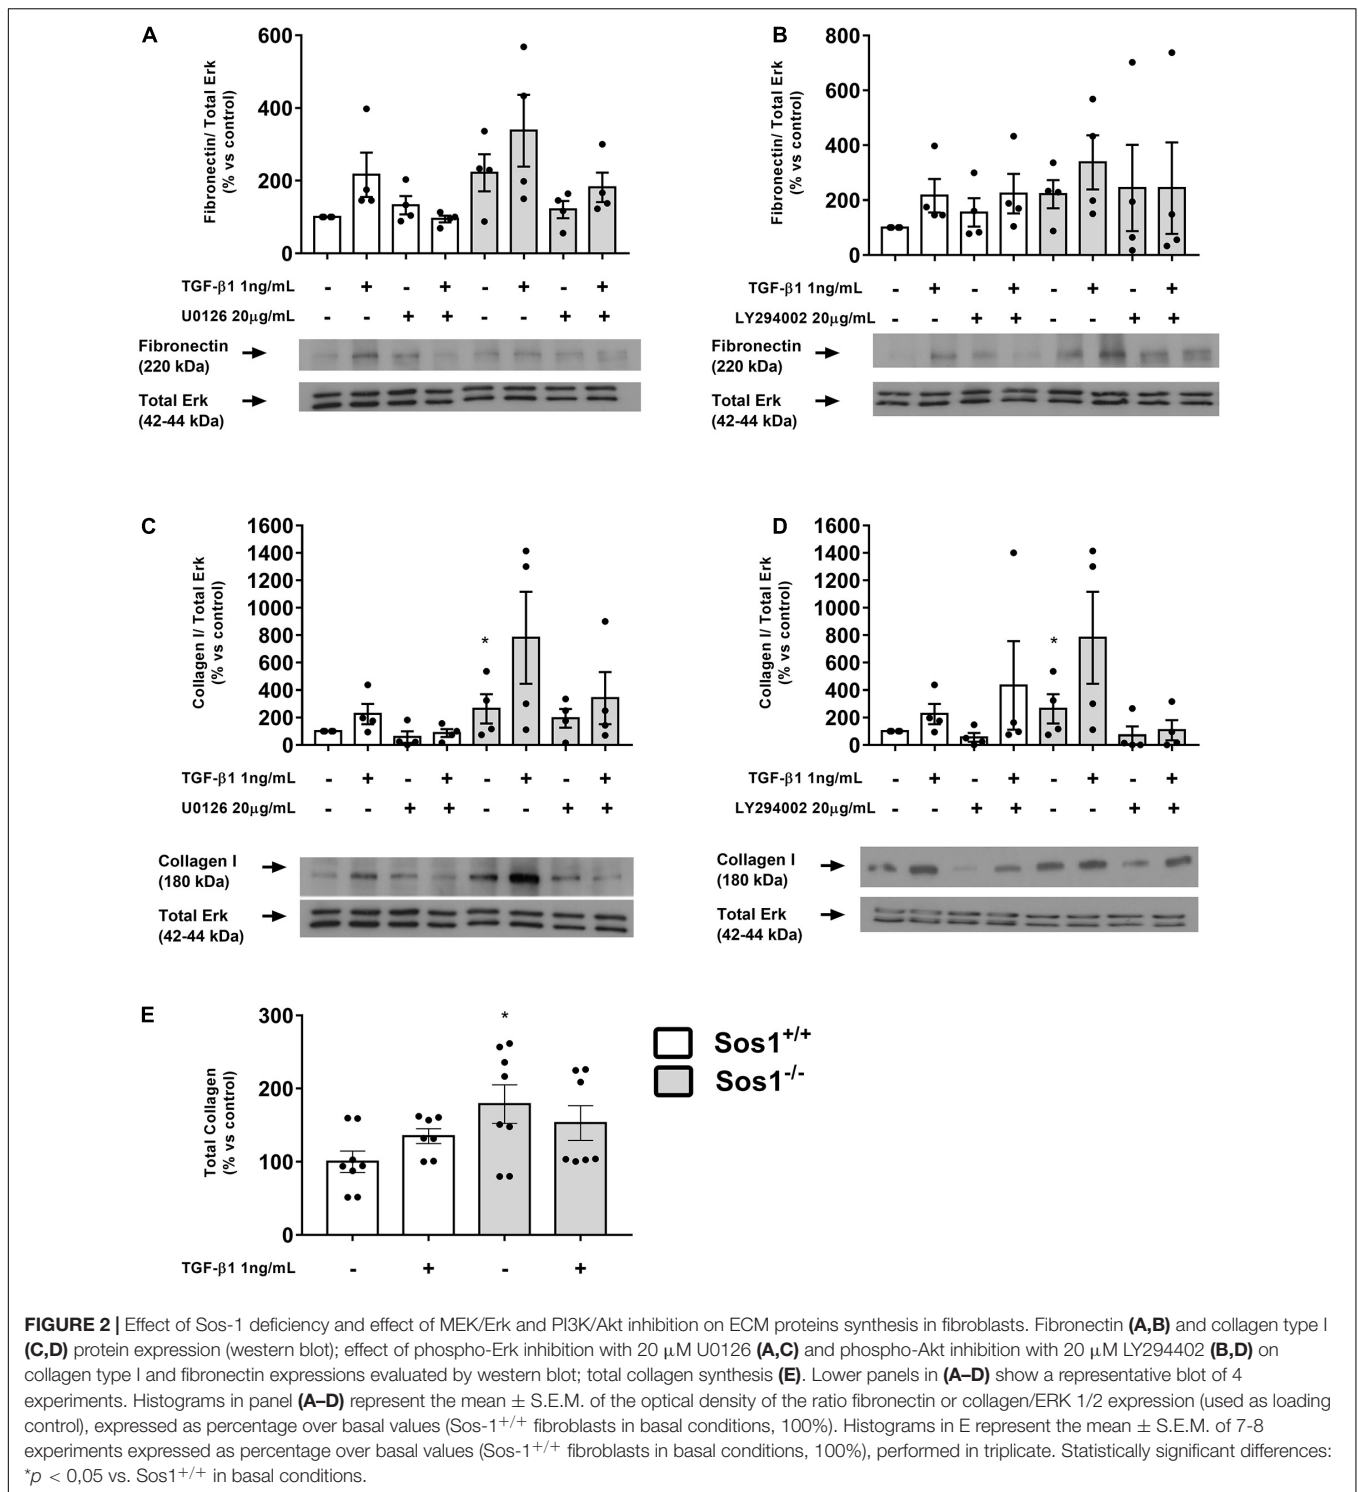 A
Fibronectin/ Total Erk
(% vs control)
600
400
200
0
TGF-β1 1ng/mL - + - + - + - +
U0126 20μg/mL - - + + - - + +
Fibronectin
(220 kDa)
Total Erk
(42-44 kDa)
B
Fibronectin/ Total Erk
(% vs control)
800
600
400
200
0
TGF-β1 1ng/mL - + - + - + - +
LY294002 20μg/mL - - + + - - + +
Fibronectin
(220 kDa)
Total Erk
(42-44 kDa)
C
Collagen I/ Total Erk
(% vs control)
1600
1400
1200
1000
800
600
400
200
0
*
TGF-β1 1ng/mL - + - + - + - +
U0126 20μg/mL - - + + - - + +
Collagen I
(180 kDa)
Total Erk
(42-44 kDa)
D
Collagen I/ Total Erk
(% vs control)
1600
1400
1200
1000
800
600
400
200
0
*
TGF-β1 1ng/mL - + - + - + - +
LY294002 20μg/mL - - + + - - + +
Collagen I
(180 kDa)
Total Erk
(42-44 kDa)
E
Total Collagen
(% vs control)
300
200
100
0
*
TGF-β1 1ng/mL - + - +
Sos1+/+
Sos1-/-
FIGURE 2 | Effect of Sos-1 deficiency and effect of MEK/Erk and PI3K/Akt inhibition on ECM proteins synthesis in fibroblasts. Fibronectin (A,B) and collagen type I
(C,D) protein expression (western blot); effect of phospho-Erk inhibition with 20 μM U0126 (A,C) and phospho-Akt inhibition with 20 μM LY294402 (B,D) on
collagen type I and fibronectin expressions evaluated by western blot; total collagen synthesis (E). Lower panels in (A–D) show a representative blot of 4
experiments. Histograms in panel (A–D) represent the mean ± S.E.M. of the optical density of the ratio fibronectin or collagen/ERK 1/2 expression (used as loading
control), expressed as percentage over basal values (Sos-1+/+ fibroblasts in basal conditions, 100%). Histograms in E represent the mean ± S.E.M. of 7-8
experiments expressed as percentage over basal values (Sos-1+/+ fibroblasts in basal conditions, 100%), performed in triplicate. Statistically significant differences:
*p < 0,05 vs. Sos1+/+ in basal conditions.